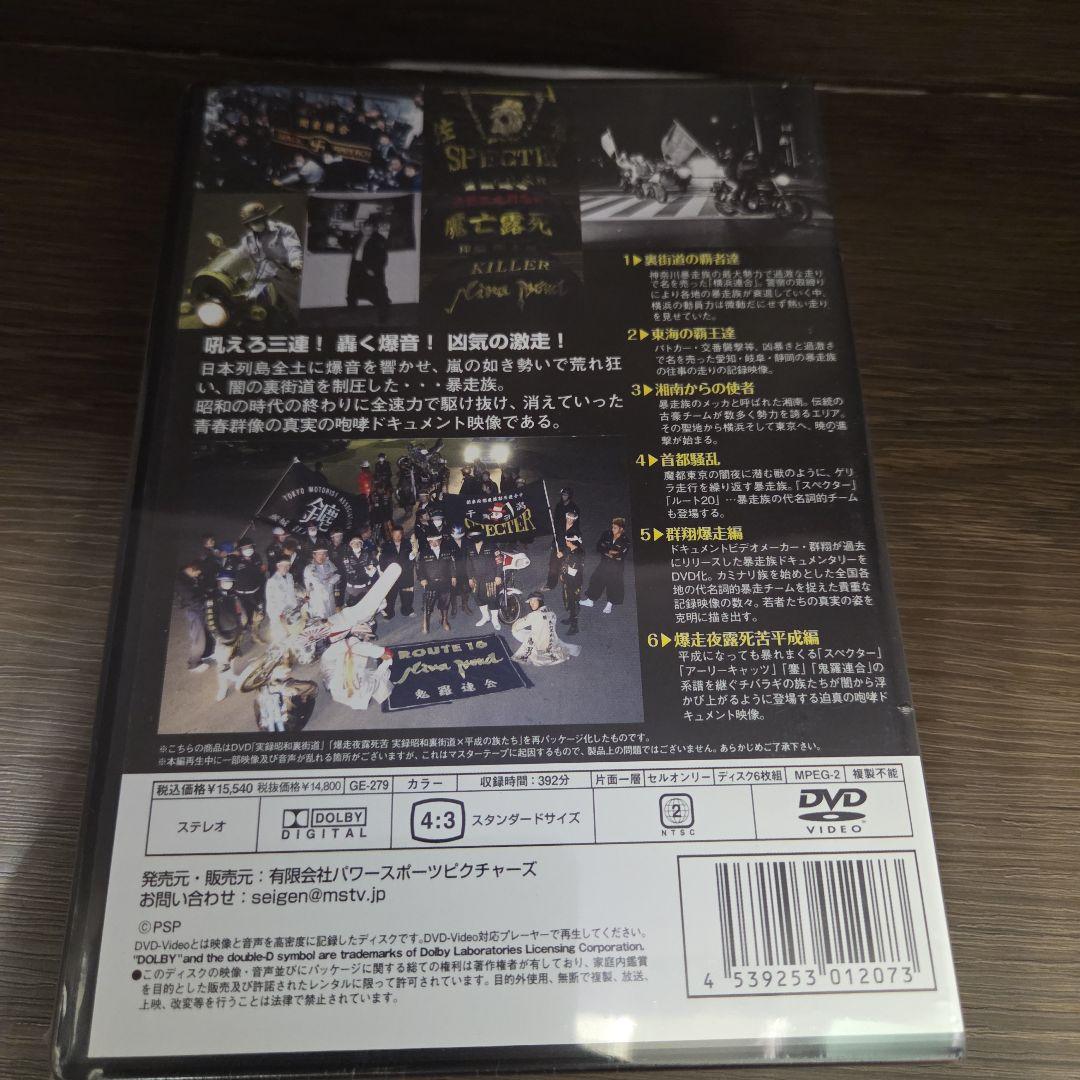 関東連合
SPECTER
魔亡露死
KILLER
吼えろ三連！ 轟く爆音！ 凶気の激走！
日本列島全土に爆音を響かせ、嵐の如き勢いで荒れ狂
い、闇の裏街道を制圧した・・・暴走族。
昭和の時代の終わりに全速力で駆け抜け、消えていった
青春群像の真実の咆哮ドキュメント映像である。
TOKYO MOTORIST ASSOCIATION
SPECTER
ROUTE 16
鬼羅連合
1▶裏街道の覇者達
神奈川暴走族の最大勢力で過激な走り
で名を売った「横浜連合」。警察の取締り
により各地の暴走族が衰退していく中、
横浜の動員力は微動だにせず熱い走り
を見せていた。
2▶東海の覇王達
パトカー・交番襲撃等、凶暴さと過激さ
で名を売った愛知・岐阜・静岡の暴走族
の往事の走りの記録映像。
3▶湘南からの使者
暴走族のメッカと呼ばれた湘南。伝統の
古豪チームが数多く勢力を誇るエリア。
その聖地から横浜そして東京へ、暁の進
撃が始まる。
4▶首都騒乱
魔都東京の闇夜に潜む獣のように、ゲリ
ラ走行を繰り返す暴走族。「スペクター」
「ルート20」…暴走族の代名詞的チーム
も登場する。
5▶群翔爆走編
ドキュメントビデオメーカー・群翔が過去
にリリースした暴走族ドキュメンタリーを
DVD化。カミナリ族を始めとした全国各
地の代名詞的暴走チームを捉えた貴重な
記録映像の数々。若者たちの真実の姿を
克明に描き出す。
6▶爆走夜露死苦平成編
平成になっても暴れまくる「スペクター」
「アーリーキャッツ」「鏖」「鬼羅連合」の
系譜を継ぐチバラギの族たちが闇から浮
かび上がるように登場する迫真の咆哮ド
キュメント映像。
※こちらの商品はDVD「実録昭和裏街道」「爆走夜露死苦 実録昭和裏街道×平成の族たち」を再パッケージ化したものです。
※本編再生中に一部映像及び音声が乱れる箇所がございますが、これはマスターテープに起因するもので、製品上の問題ではございません。あらかじめご了承下さい。
税込価格￥15,540 税抜価格￥14,800 GE-279 カラー 収録時間：392分 片面一層 セルオンリー ディスク6枚組 MPEG-2 複製不能
ステレオ DOLBY DIGITAL 4:3 スタンダードサイズ 2 NTSC DVD VIDEO
発売元・販売元：有限会社パワースポーツピクチャーズ
お問い合わせ：seigen@mstv.jp
©PSP
DVD-Videoとは映像と音声を高密度に記録したディスクです。DVD-Video対応プレーヤーで再生してください。
"DOLBY"and the double-D symbol are trademarks of Dolby Laboratories Licensing Corporation.
●このディスクの映像・音声並びにパッケージに関する総ての権利は著作権者が有しており、家庭内鑑賞
を目的とした販売及び許諾されたレンタルに限って許可されています。目的外使用、無断で複製、放送、
上映、改変等を行うことは法律で禁止されています。
4 539253 012073